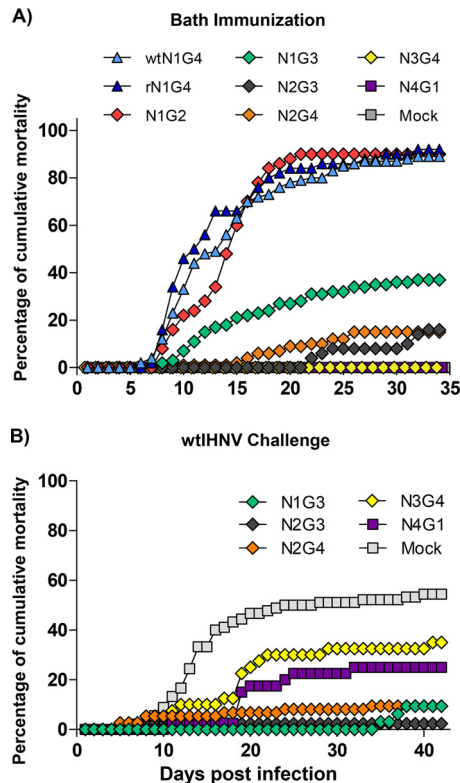 A)
Bath Immunization
wtN1G4 N1G3 N3G4
rN1G4 N2G3 N4G1
N1G2 N2G4 Mock
Percentage of cumulative mortality
100
80
60
40
20
0
0 5 10 15 20 25 30 35
B)
wtIHNV Challenge
N1G3 N3G4
N2G3 N4G1
N2G4 Mock
Percentage of cumulative mortality
100
80
60
40
20
0
0 10 20 30 40
Days post infection